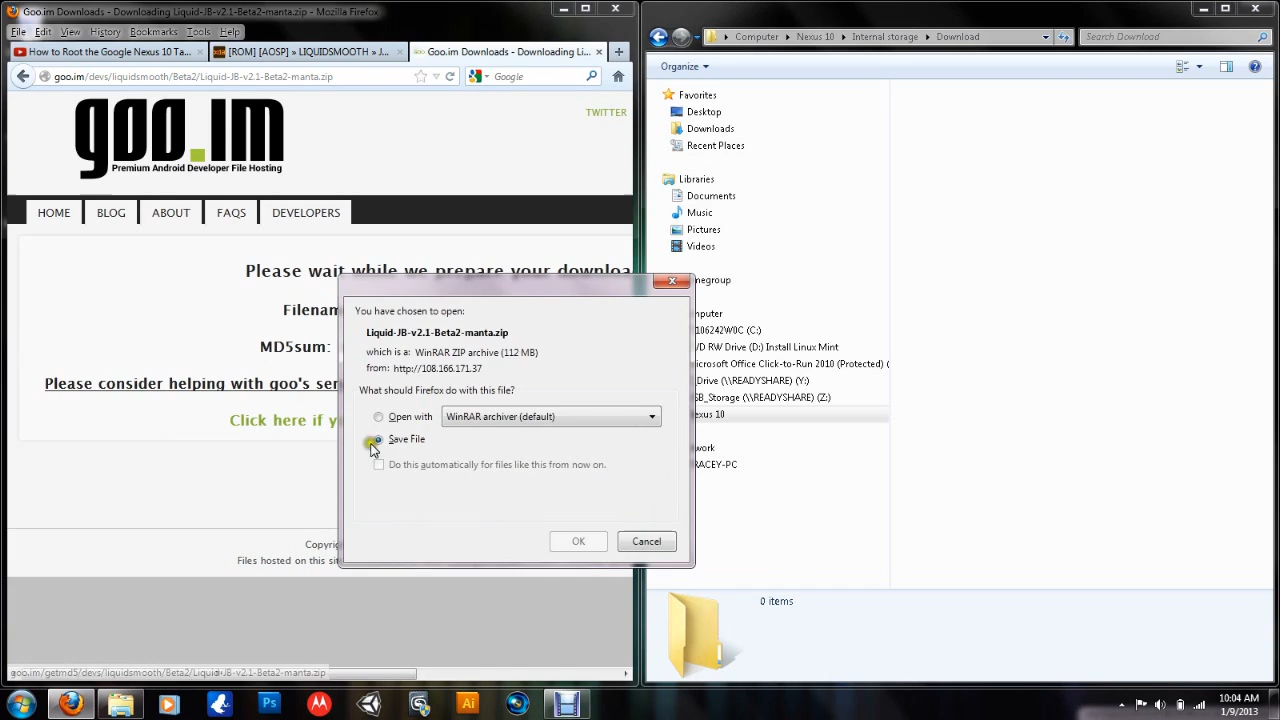 Goo.im Downloads - Downloading Liquid-JB-v2.1-Beta2-manta.zip - Mozilla Firefox
File Edit View History Bookmarks Tools Help
How to Root the Google Nexus 10 Ta...
[ROM] [AOSP] » LIQUIDSMOOTH » J...
Goo.im Downloads - Downloading Li...
goo.im/devs/liquidsmooth/Beta2/Liquid-JB-v2.1-Beta2-manta.zip
Google
goo.im
Premium Android Developer File Hosting
TWITTER
HOME BLOG ABOUT FAQS DEVELOPERS
Please wait while we prepare your downloa
Filenam
MD5sum:
Please consider helping with goo's ser
Click here if y
Copyrig
Files hosted on this sit
goo.im/getmd5/devs/liquidsmooth/Beta2/Liquid-JB-v2.1-Beta2-manta.zip
You have chosen to open:
Liquid-JB-v2.1-Beta2-manta.zip
which is a: WinRAR ZIP archive (112 MB)
from: http://108.166.171.37
What should Firefox do with this file?
Open with WinRAR archiver (default)
Save File
Do this automatically for files like this from now on.
OK Cancel
Computer Nexus 10 Internal storage Download
Search Download
Organize
Favorites
Desktop
Downloads
Recent Places
Libraries
Documents
Music
Pictures
Videos
megroup
mputer
106242W0C (C:)
D RW Drive (D:) Install Linux Mint
Microsoft Office Click-to-Run 2010 (Protected) (
Drive (\\READYSHARE) (Y:)
SB_Storage (\\READYSHARE) (Z:)
exus 10
work
RACEY-PC
0 items
Ps
Ai
10:04 AM
1/9/2013